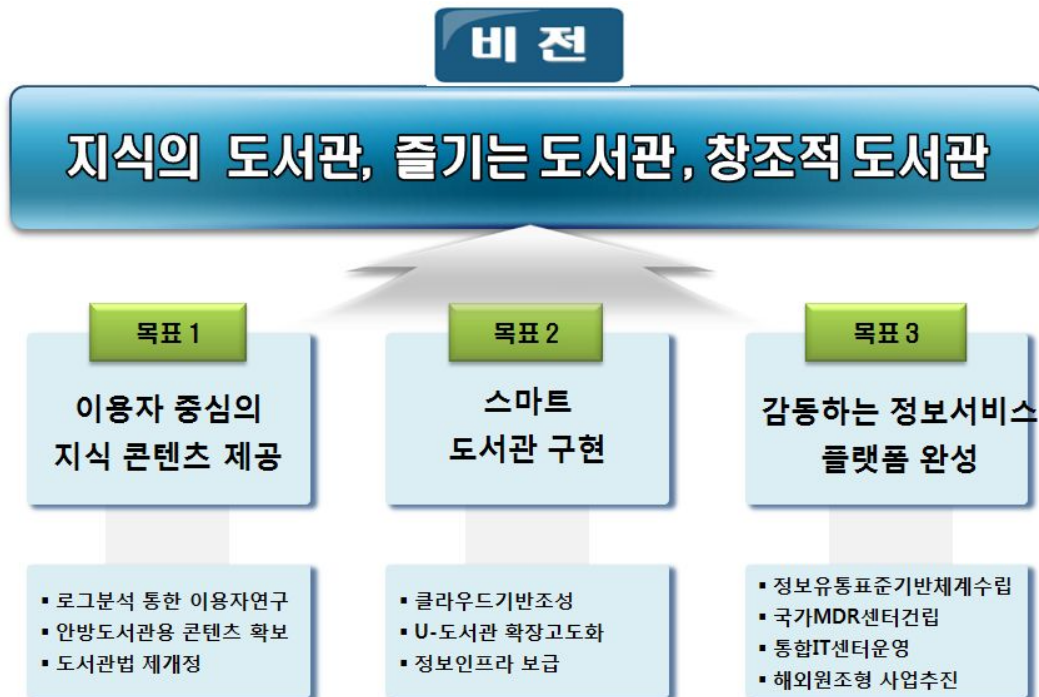 비 전
지식의 도서관, 즐기는 도서관, 창조적 도서관
목표 1
이용자 중심의
지식 콘텐츠 제공
▪ 로그분석 통한 이용자연구
▪ 안방도서관용 콘텐츠 확보
▪ 도서관법 제개정
목표 2
스마트
도서관 구현
▪ 클라우드기반조성
▪ U-도서관 확장고도화
▪ 정보인프라 보급
목표 3
감동하는 정보서비스
플랫폼 완성
▪ 정보유통표준기반체계수립
▪ 국가MDR센터건립
▪ 통합IT센터운영
▪ 해외원조형 사업추진